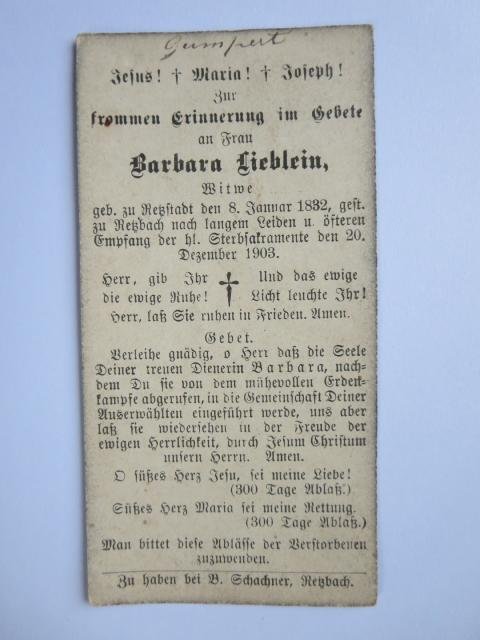 Gumpert
Jesus! † Maria! † Joseph!
Zur
frommen Erinnerung im Gebete
an Frau
Barbara Lieblein,
Witwe
geb. zu Retzstadt den 8. Januar 1832, gest.
zu Retzbach nach langem Leiden u. öfteren
Empfang der hl. Sterbsakramente den 20.
Dezember 1903.
Herr, gib Ihr † Und das ewige
die ewige Ruhe! Licht leuchte Ihr!
Herr, laß Sie ruhen in Frieden. Amen.
Gebet.
Verleihe gnädig, o Herr daß die Seele
Deiner treuen Dienerin Barbara, nach-
dem Du sie von dem mühevollen Erden-
kampfe abgerufen, in die Gemeinschaft Deiner
Auserwählten eingeführt werde, uns aber
laß sie wiedersehen in der Freude der
ewigen Herrlichkeit, durch Jesum Christum
unsern Herrn. Amen.
O süßes Herz Jesu, sei meine Liebe!
(300 Tage Ablaß.)
Süßes Herz Maria sei meine Rettung.
(300 Tage Ablaß.)
Man bittet diese Ablässe der Verstorbenen
zuzuwenden.
Zu haben bei B. Schachner, Retzbach.